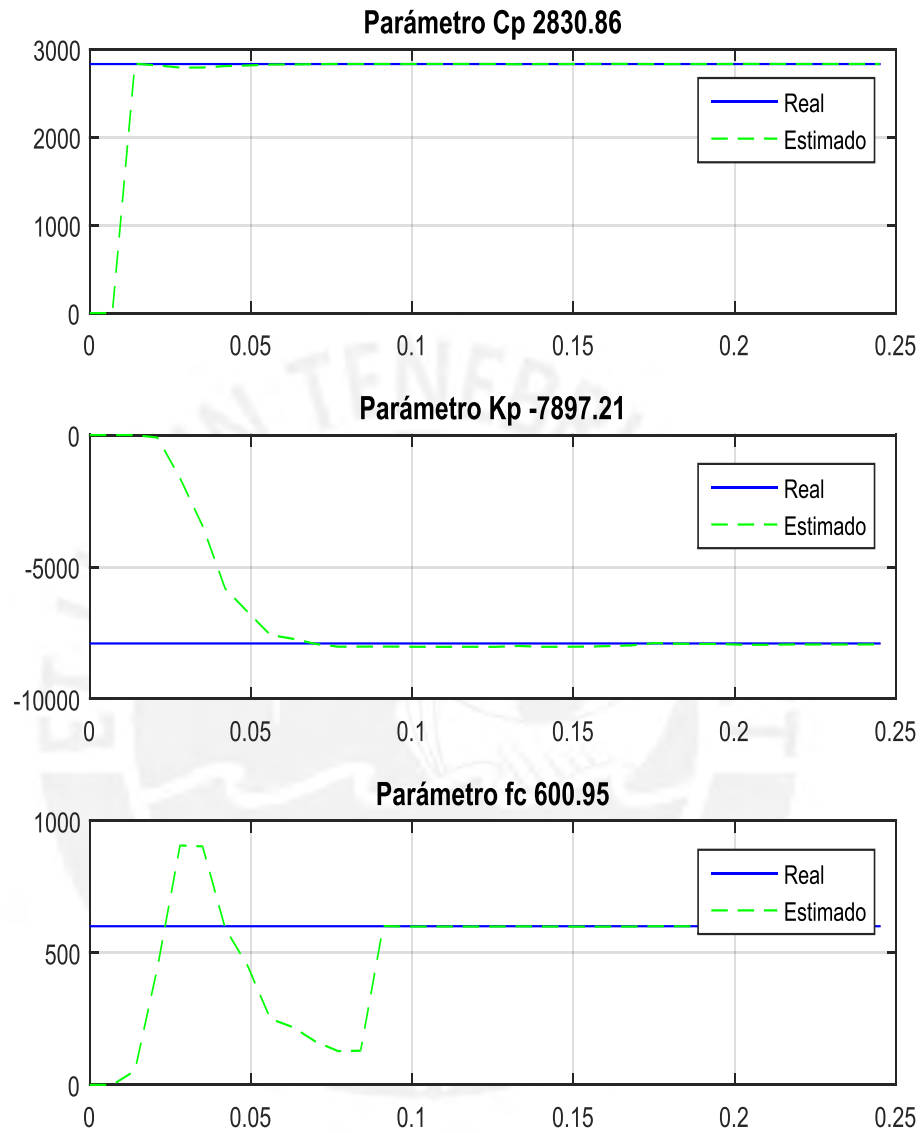 Parámetro Cp 2830.86
3000
2000
1000
0
Real
Estimado
0 0.05 0.1 0.15 0.2 0.25
IN TENEBR
Parámetro Kp -7897.21
0
-5000
-10000
Real
Estimado
0 0.05 0.1 0.15 0.2 0.25
ET
T
Parámetro fc 600.95
1000
500
0
Real
Estimado
0 0.05 0.1 0.15 0.2 0.25